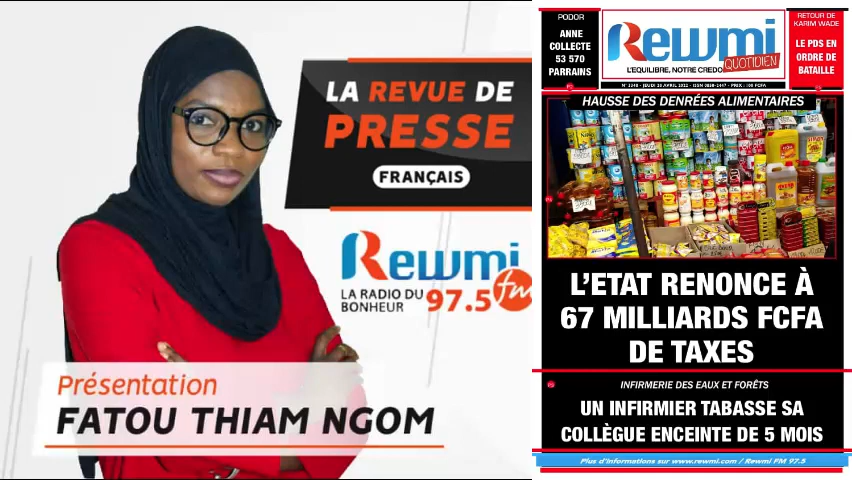 LA REVUE DE
PRESSE
FRANÇAIS
Rewmi
fm
LA RADIO DU
BONHEUR
97.5
Présentation
FATOU THIAM NGOM
PODOR
ANNE
COLLECTE
53 570
PARRAINS
Rewmi
QUOTIDIEN
L'EQUILIBRE, NOTRE CREDO
RETOUR DE
KARIM WADE
LE PDS EN
ORDRE DE
BATAILLE
HAUSSE DES DENRÉES ALIMENTAIRES
L'ETAT RENONCE À
67 MILLIARDS FCFA
DE TAXES
INFIRMERIE DES EAUX ET FORÊTS
UN INFIRMIER TABASSE SA
COLLÈGUE ENCEINTE DE 5 MOIS
Plus d'informations sur www.rewmi.com / Rewmi FM 97.5